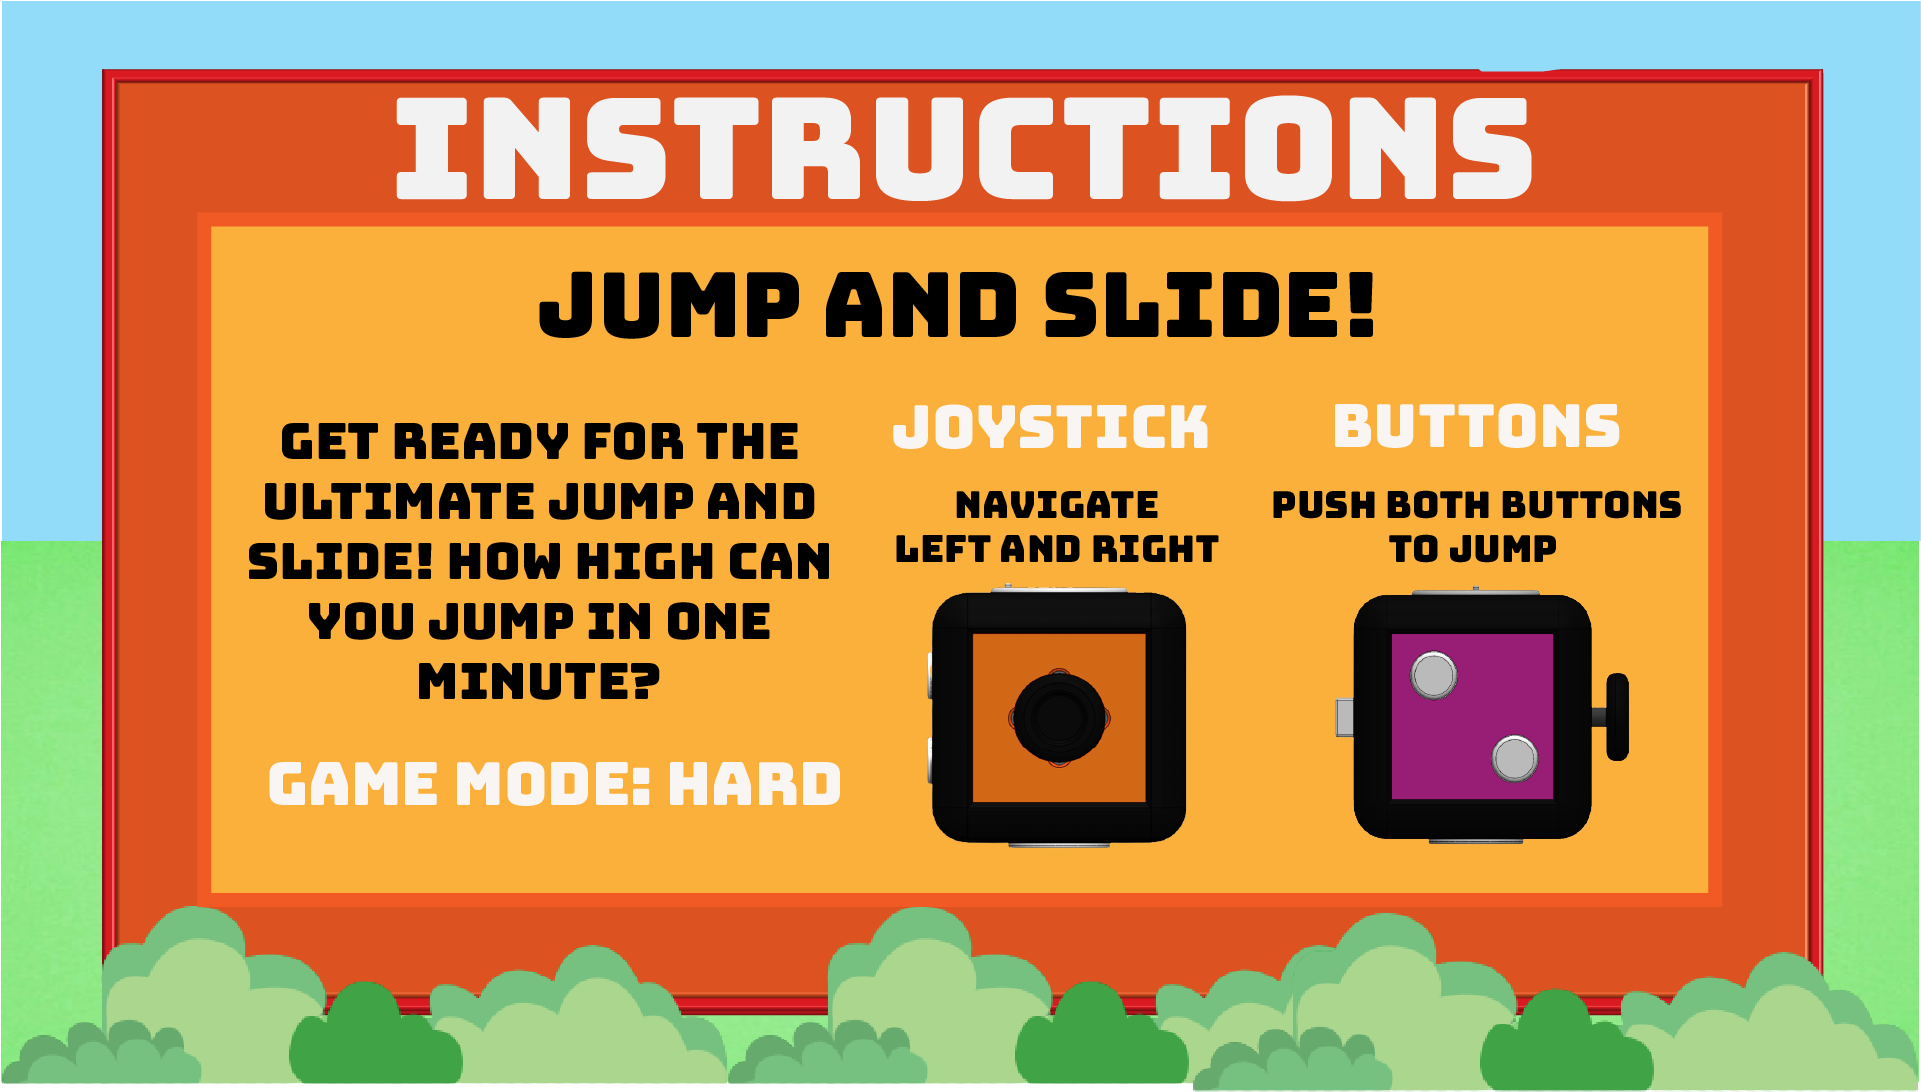 INSTRUCTIONS
JUMP AND SLIDE!
GET READY FOR THE
ULTIMATE JUMP AND
SLIDE! HOW HIGH CAN
YOU JUMP IN ONE
MINUTE?
GAME MODE: HARD
JOYSTICK
NAVIGATE
LEFT AND RIGHT
BUTTONS
PUSH BOTH BUTTONS
TO JUMP